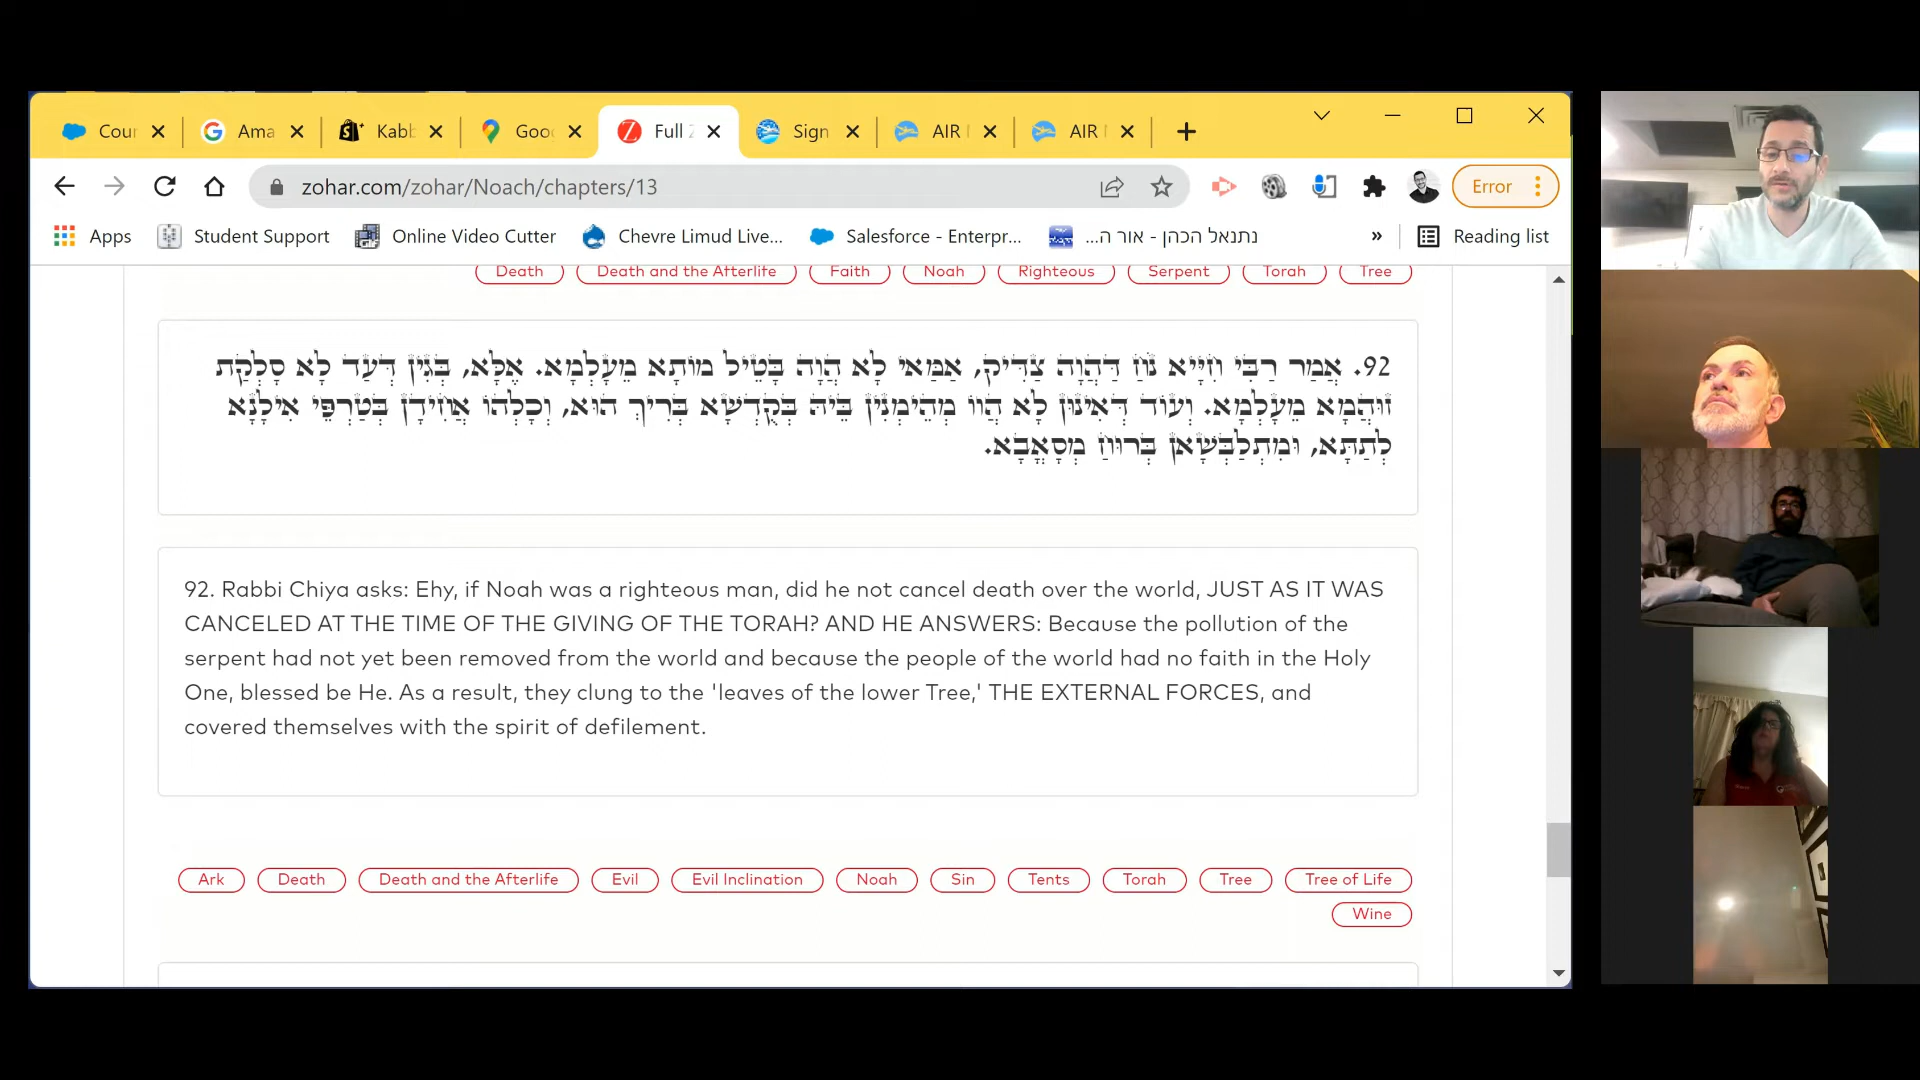 Cour
Ama
Kabb
Goo
Full Z
Sign
AIR
AIR
zohar.com/zohar/Noach/chapters/13
Error
Apps
Student Support
Online Video Cutter
Chevre Limud Live...
Salesforce - Enterpr...
נתנאל הכהן - אור ה...
»
Reading list
Death
Death and the Afterlife
Faith
Noah
Righteous
Serpent
Torah
Tree
92. אֲמַר רַבִּי חִיָּיא נֹחַ דַּהֲוָה צַדִּיק, אַמַּאי לָא הֲוָה בָּטֵיל מוֹתָא מֵעָלְמָא. אֶלָּא, בְּגִין דְּעַד לָא סָלְקַת
זוּהֲמָא מֵעָלְמָא. וְעוֹד דְּאִינּוּן לָא הֲווֹ מְהֵימְנִין בֵּיהּ בְּקֻדְשָׁא בְּרִיךְ הוּא, וְכֻלְּהוֹ אֲחִידָן בְּטַרְפֵּי אִילָנָא
לְתַתָּא, וּמִתְלַבְּשָׁאן בְּרוּחַ מְסָאֳבָא.
92. Rabbi Chiya asks: Ehy, if Noah was a righteous man, did he not cancel death over the world, JUST AS IT WAS
CANCELED AT THE TIME OF THE GIVING OF THE TORAH? AND HE ANSWERS: Because the pollution of the
serpent had not yet been removed from the world and because the people of the world had no faith in the Holy
One, blessed be He. As a result, they clung to the 'leaves of the lower Tree,' THE EXTERNAL FORCES, and
covered themselves with the spirit of defilement.
Ark
Death
Death and the Afterlife
Evil
Evil Inclination
Noah
Sin
Tents
Torah
Tree
Tree of Life
Wine